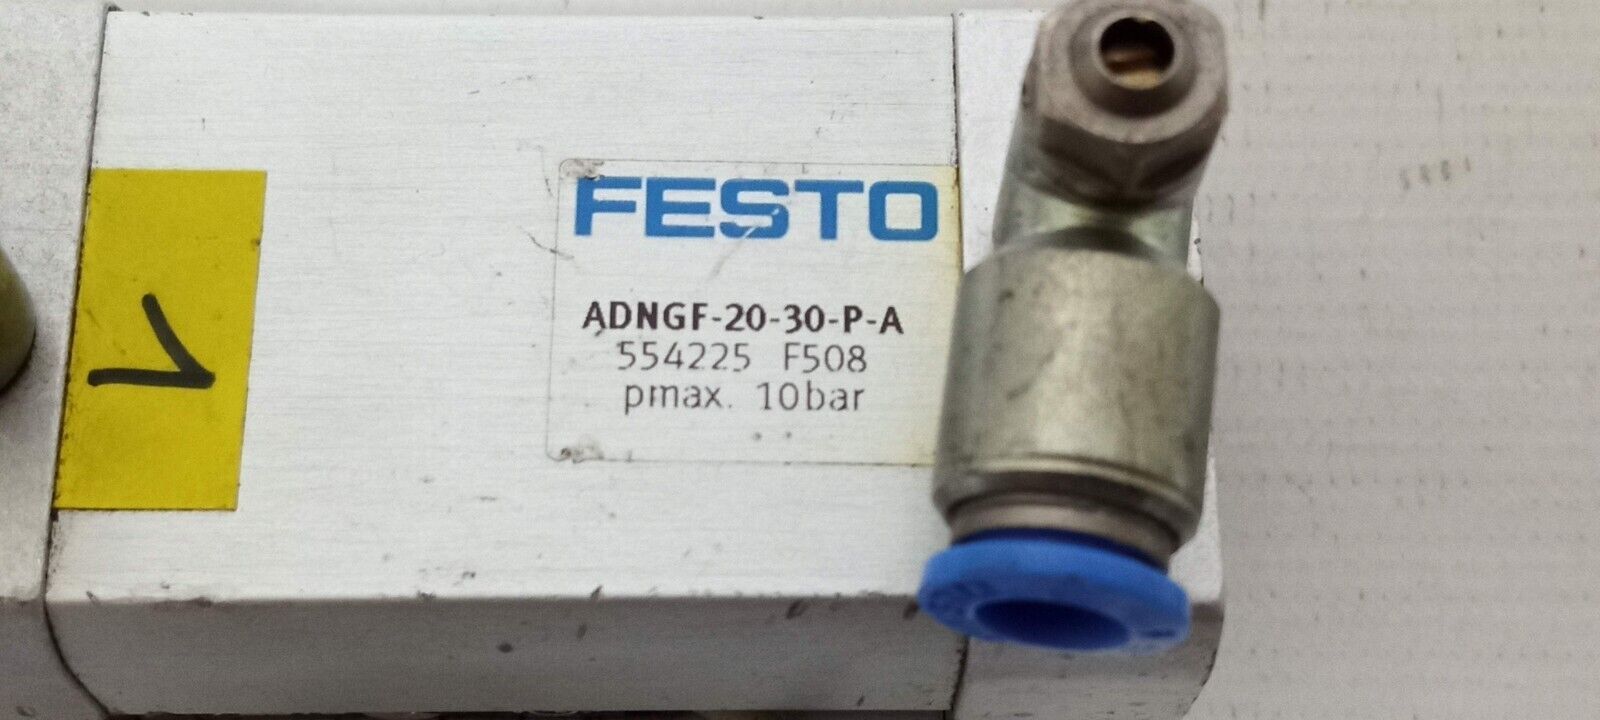 FESTO
ADNGF-20-30-P-A
554225 F508
pmax. 10bar